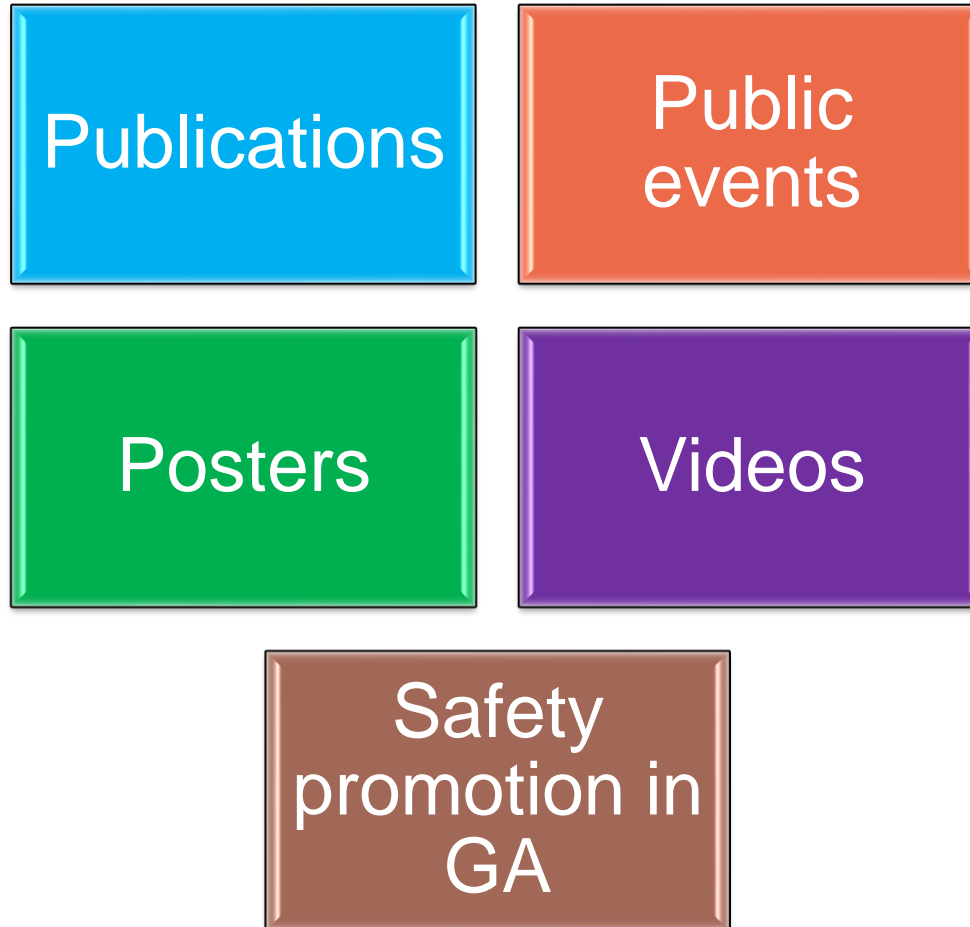 Publications
Public
events
Posters
Videos
Safety
promotion in
GA